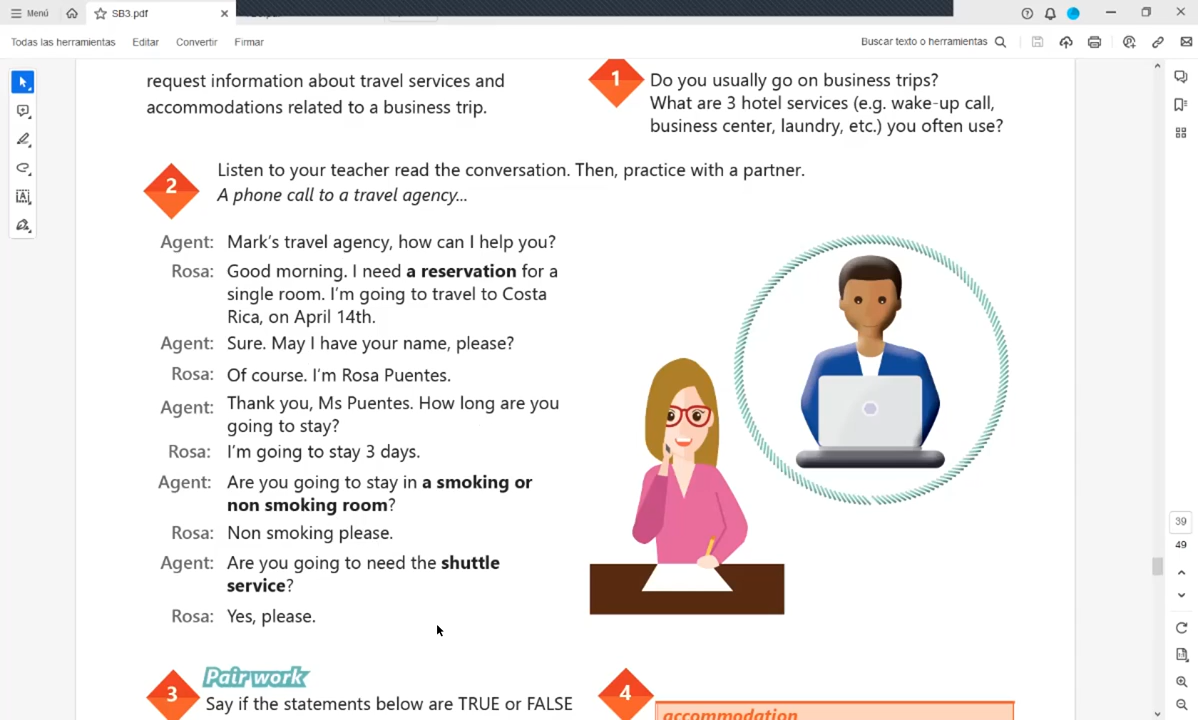 Menú
SB3.pdf
Todas las herramientas
Editar
Convertir
Firmar
Buscar texto o herramientas
request information about travel services and
accommodations related to a business trip.
1
Do you usually go on business trips?
What are 3 hotel services (e.g. wake-up call,
business center, laundry, etc.) you often use?
2
Listen to your teacher read the conversation. Then, practice with a partner.
A phone call to a travel agency...
Agent: Mark's travel agency, how can I help you?
Rosa: Good morning. I need a reservation for a
single room. I'm going to travel to Costa
Rica, on April 14th.
Agent: Sure. May I have your name, please?
Rosa: Of course. I'm Rosa Puentes.
Agent: Thank you, Ms Puentes. How long are you
going to stay?
Rosa: I'm going to stay 3 days.
Agent: Are you going to stay in a smoking or
non smoking room?
Rosa: Non smoking please.
Agent: Are you going to need the shuttle
service?
Rosa: Yes, please.
39
49
3
Pair work
Say if the statements below are TRUE or FALSE
4
accommodation